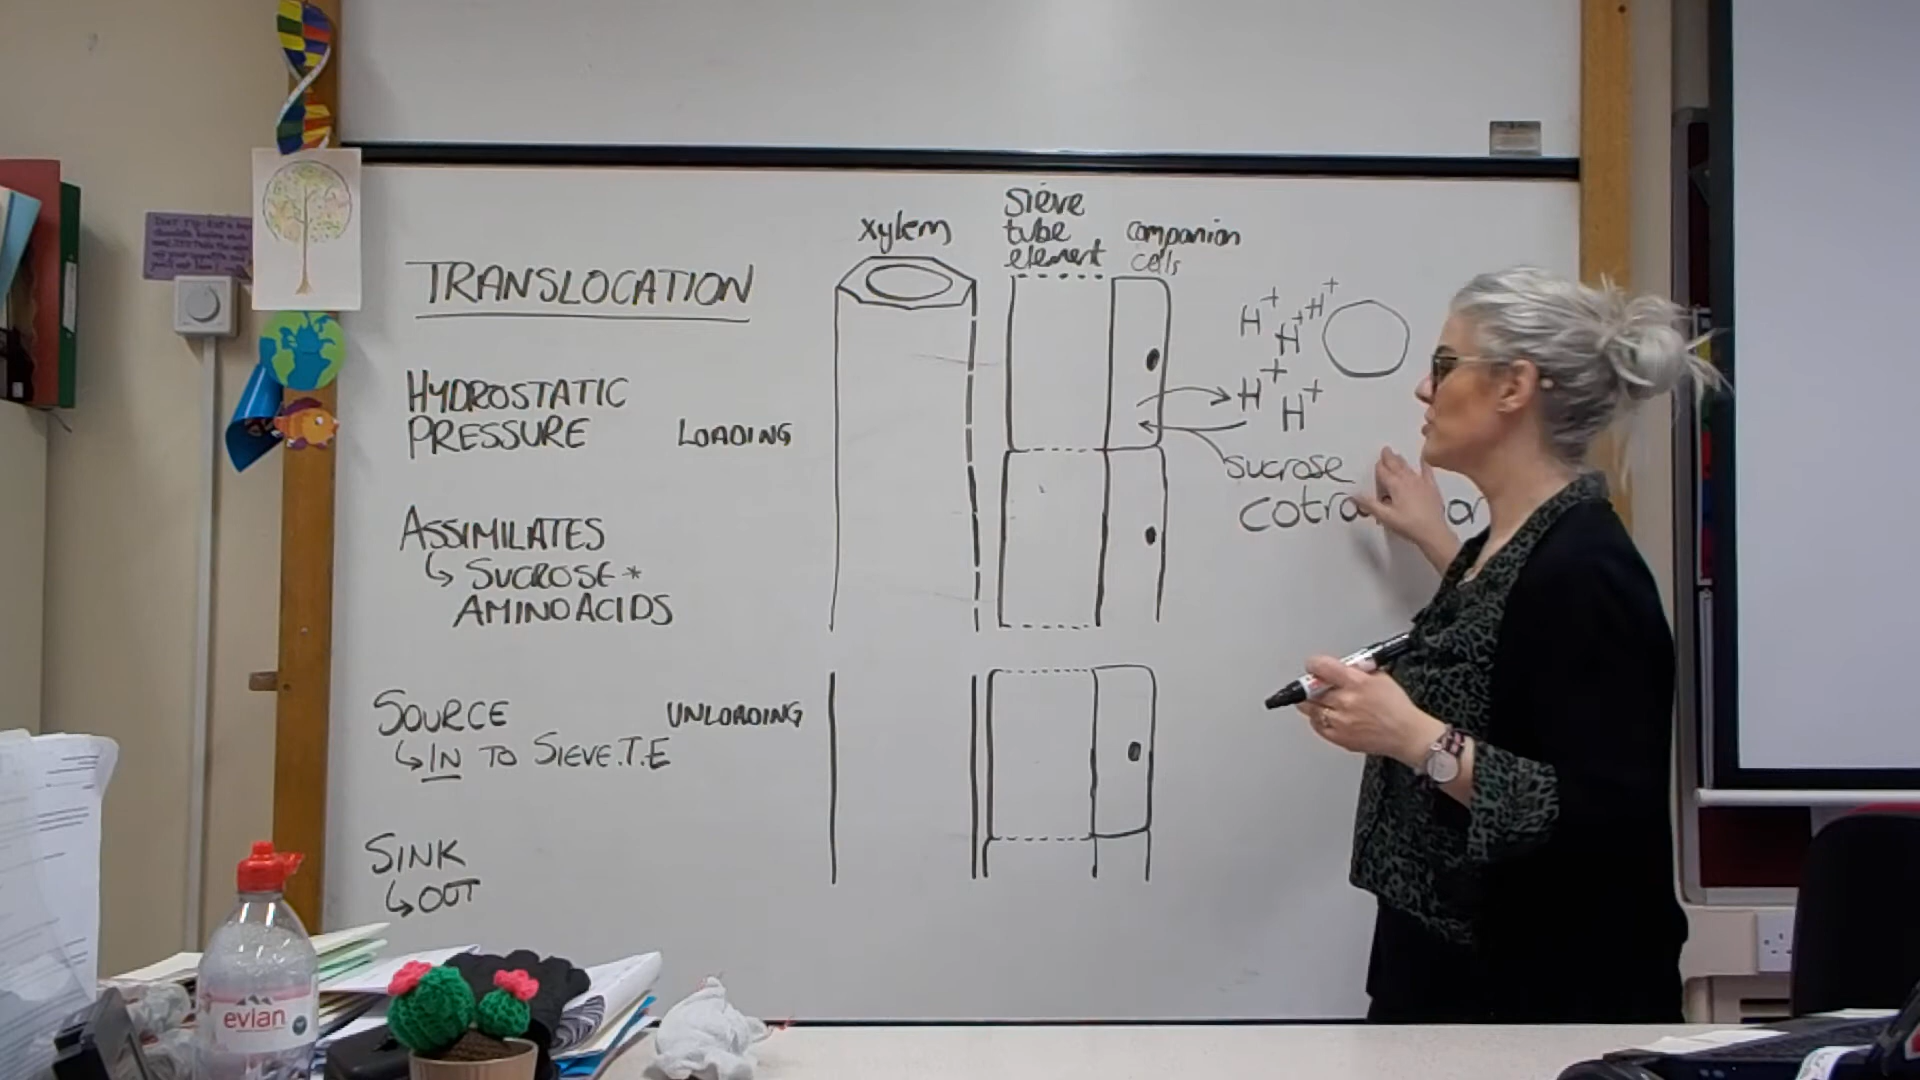 TRANSLOCATION
HYDROSTATIC
PRESSURE
LOADING
ASSIMILATES
↳ SUCROSE *
AMINO ACIDS
SOURCE
↳ IN TO SIEVE.T.E
UNLOADING
SINK
↳ OUT
xylem
Sieve
tube
element
companion
cells
H+ H+ H+
H+ H+
sucrose
evian